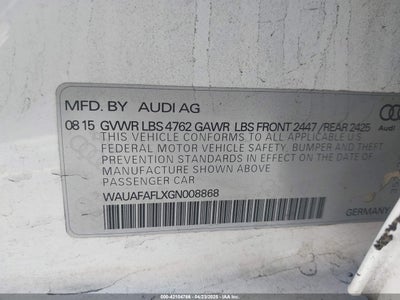 MFD. BY AUDI AG
08 15 GVWR LBS 4762 GAWR LBS FRONT 2447 / REAR 2425
THIS VEHICLE CONFORMS TO ALL APPLICABLE
FEDERAL MOTOR VEHICLE SAFETY, BUMPER AND THEFT
PREVENTION STANDARDS IN EFFECT ON THE DATE OF
MANUFACTURE SHOWN ABOVE
PASSENGER CAR
WAUAFAFLXGN008868
Audi
GERMANY